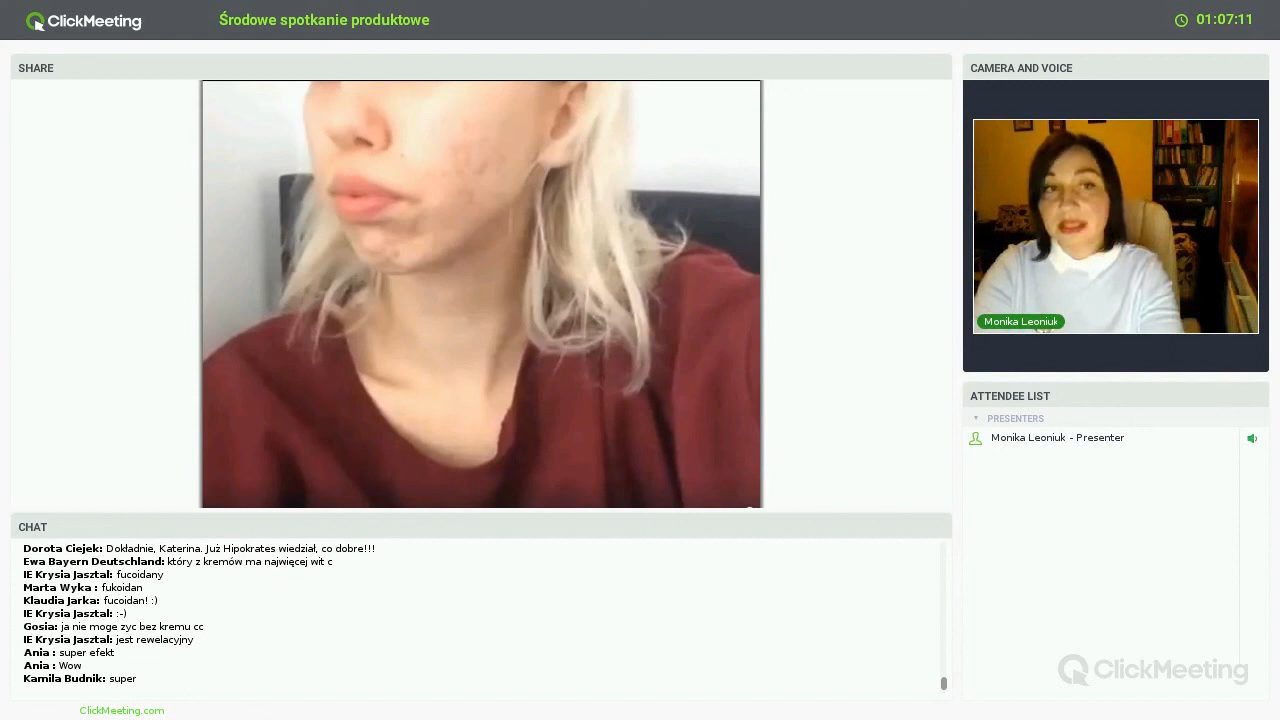 ClickMeeting
Środowe spotkanie produktowe
01:07:11
SHARE
CAMERA AND VOICE
Monika Leoniuk
ATTENDEE LIST
PRESENTERS
Monika Leoniuk - Presenter
CHAT
Dorota Ciejek: Dokładnie, Katerina. Już Hipokrates wiedział, co dobre!!!
Ewa Bayern Deutschland: który z kremów ma najwięcej wit c
IE Krysia Jasztal: fucoidany
Marta Wyka : fukoidan
Klaudia Jarka: fucoidan! :)
IE Krysia Jasztal: :-)
Gosia: ja nie moge zyc bez kremu cc
IE Krysia Jasztal: jest rewelacyjny
Ania : super efekt
Ania : Wow
Kamila Budnik: super
ClickMeeting
ClickMeeting.com